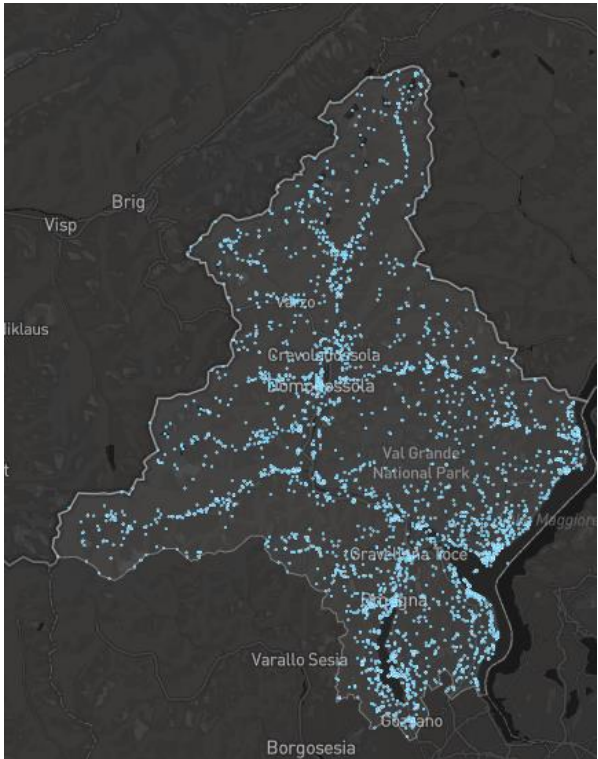 Brig
Visp
Varzo
iklaus
Crevoladossola
Domodossola
Val Grande
National Park
t
Maggiore
Gravellona Toce
Omegna
Varallo Sesia
Gozzano
Borgosesia